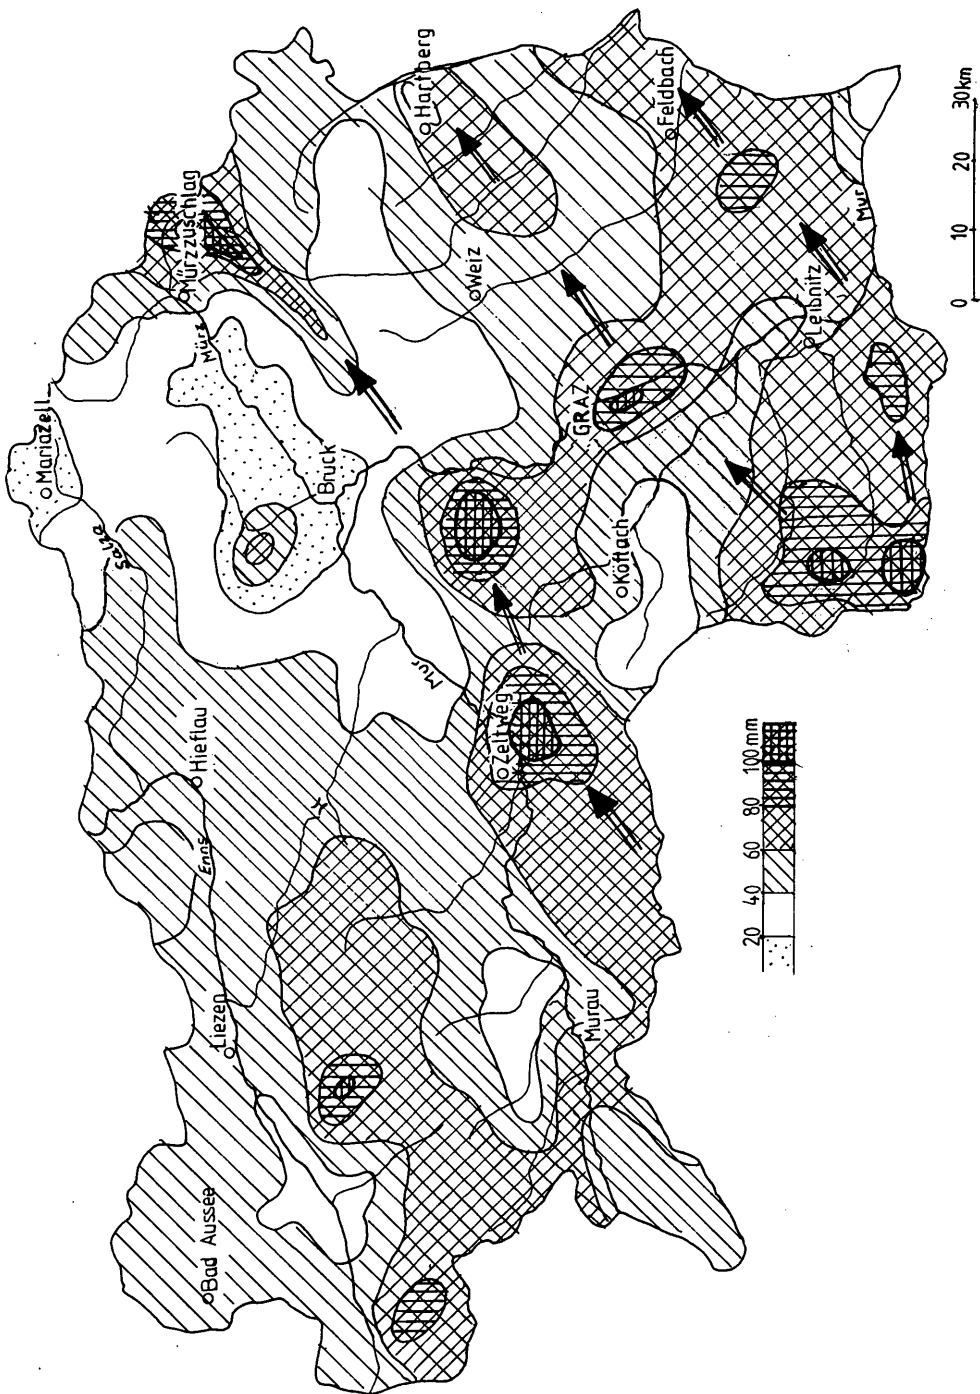 Mariazell
Salza
Mürzzuschlag
Hieflau
Enns
Mürz
Bad Aussee
Liezen
Bruck
Hartberg
Mur
Weiz
Zeltweg
GRAZ
Murau
Köflach
Feldbach
20 40 60 80 100 mm
Leibnitz
Mur
0 10 20 30km